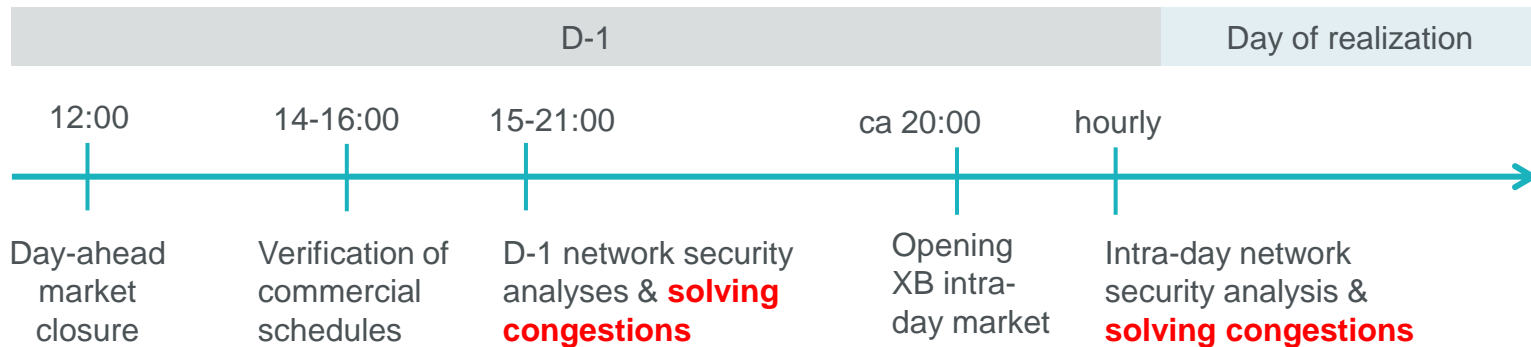 D-1
Day of realization
12:00
14-16:00
15-21:00
ca 20:00
hourly
Day-ahead
market
closure
Verification of
commercial
schedules
D-1 network security
analyses & solving
congestions
Opening
XB intra-
day market
Intra-day network
security analysis &
solving congestions